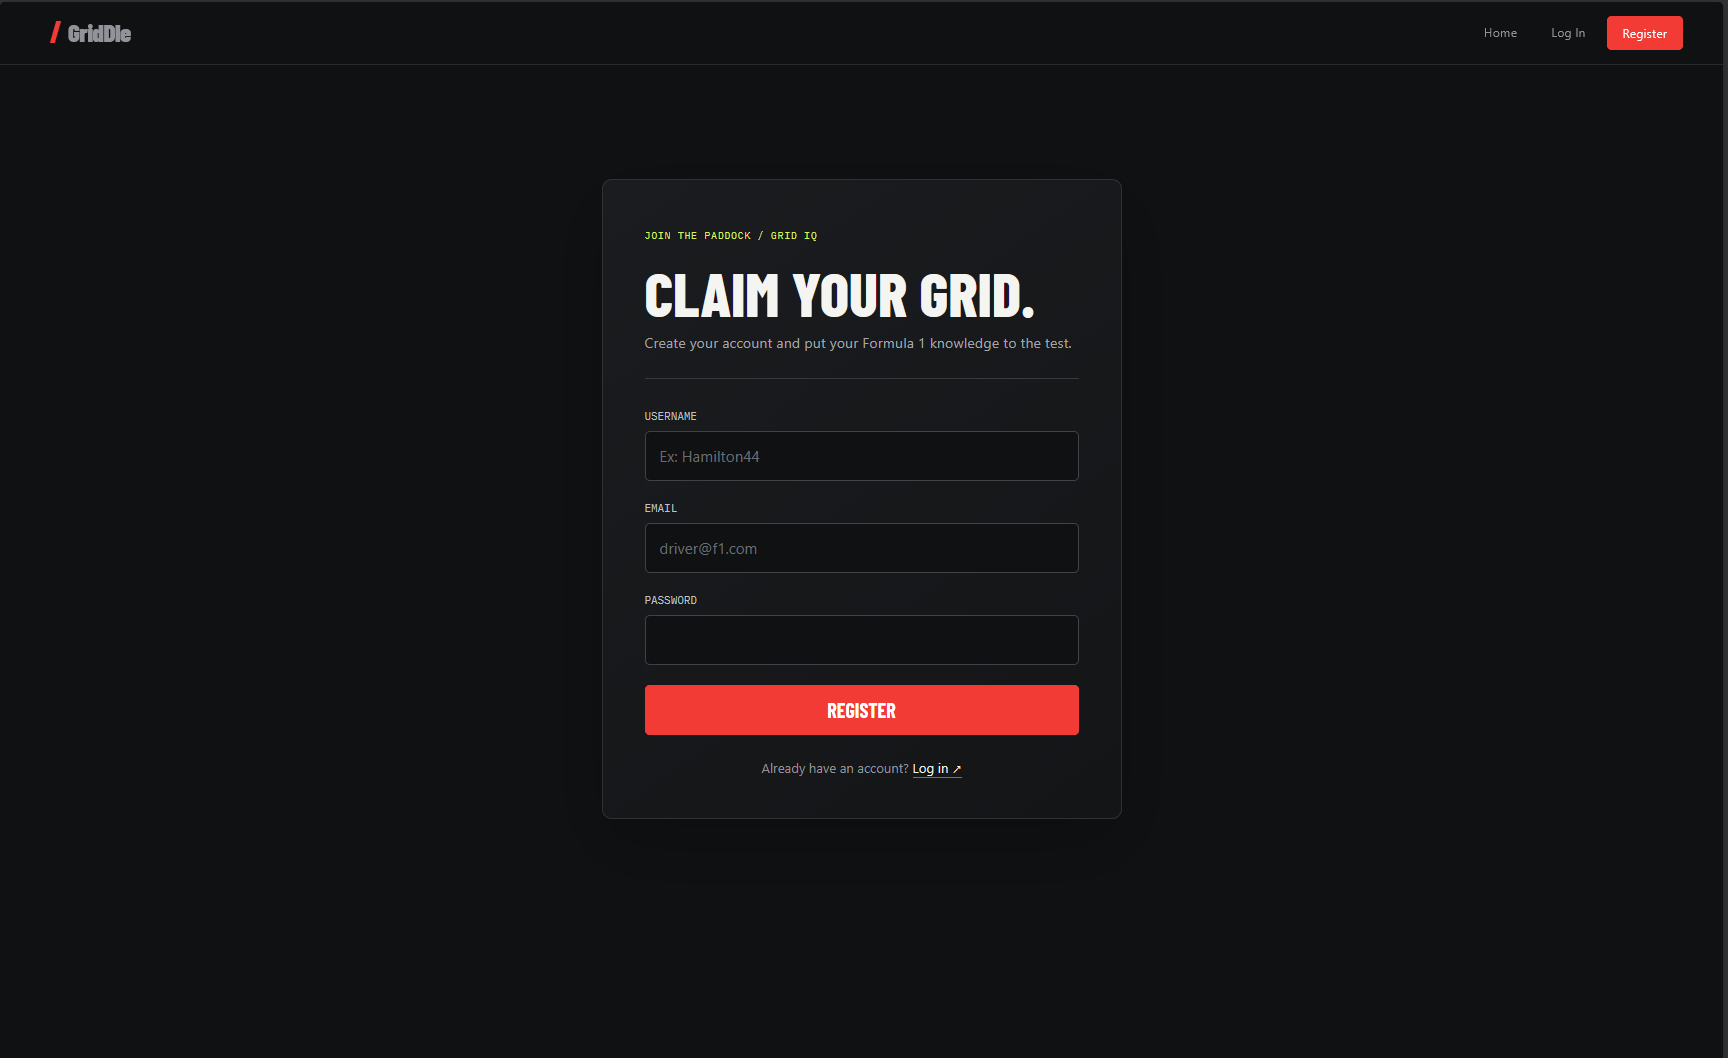 / GridDle
Home
Log In
Register
JOIN THE PADDOCK / GRID IQ
CLAIM YOUR GRID.
Create your account and put your Formula 1 knowledge to the test.
USERNAME
Ex: Hamilton44
EMAIL
driver@f1.com
PASSWORD
REGISTER
Already have an account? Log in ↗